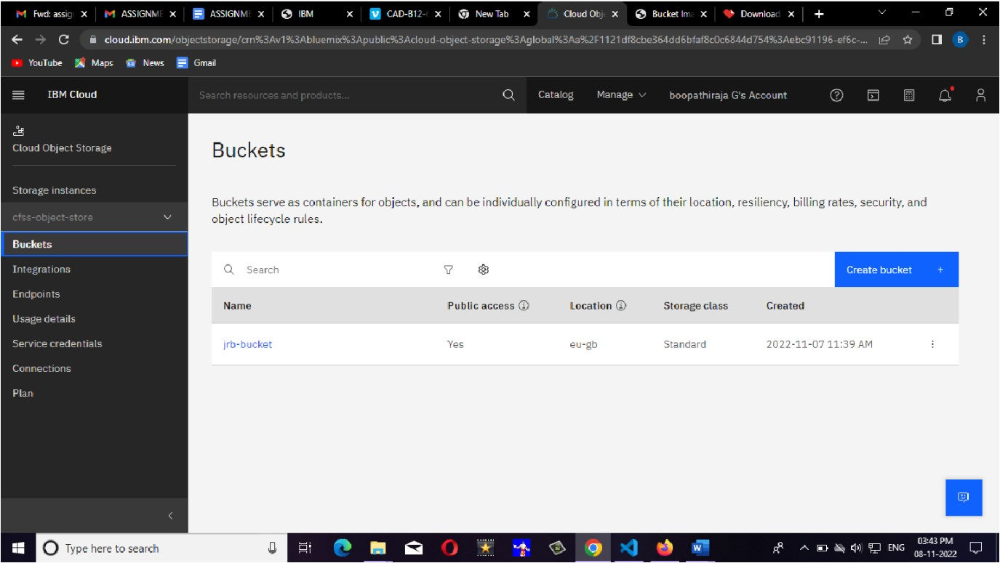 Fwd: assig
ASSIGNME
ASSIGNME
IBM
CAD-B12-
New Tab
Cloud Obj
Bucket Ima
Download
cloud.ibm.com/objectstorage/crn%3Av1%3Abluemix%3Apublic%3Acloud-object-storage%3Aglobal%3Aa%2F1121df8cbe364dd6bfaf8c0c6844d754%3Aebc91196-ef6c-...
B
YouTube
Maps
News
Gmail
IBM Cloud
Search resources and products...
Catalog
Manage
boopathiraja G's Account
Cloud Object Storage
Storage instances
cfss-object-store
Buckets
Integrations
Endpoints
Usage details
Service credentials
Connections
Plan
Buckets
Buckets serve as containers for objects, and can be individually configured in terms of their location, resiliency, billing rates, security, and
object lifecycle rules.
Search
Create bucket +
Name Public access Location Storage class Created
jrb-bucket Yes eu-gb Standard 2022-11-07 11:39 AM
Type here to search
ENG
03:43 PM
08-11-2022